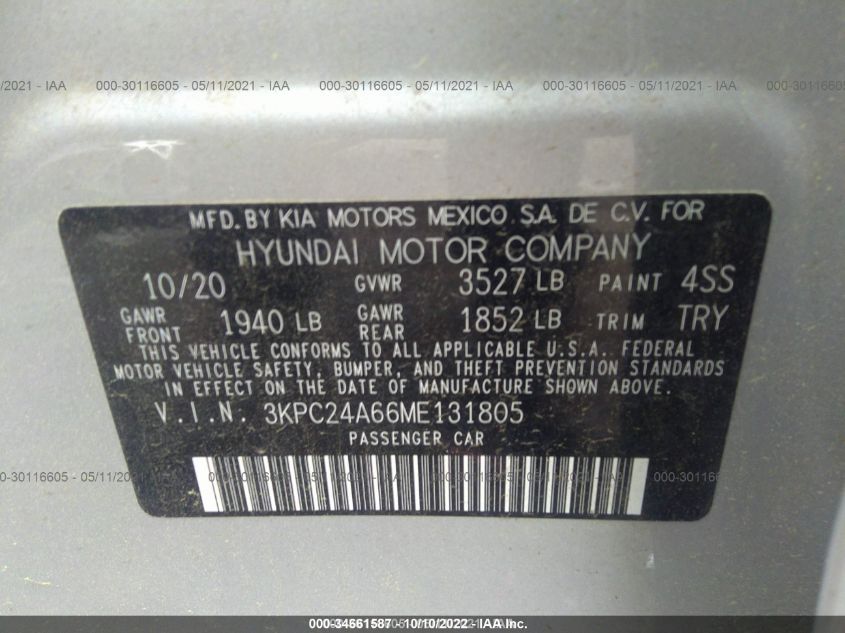 /2021 - IAA 000-30116605 - 05/11/2021 - IAA 000-30116605 - 05/11/2021 - IAA 000-30116605 - 05/
MFD. BY KIA MOTORS MEXICO S.A. DE C.V. FOR
HYUNDAI MOTOR COMPANY
10/20 GVWR 3527 LB PAINT 4SS
GAWR FRONT 1940 LB GAWR REAR 1852 LB TRIM TRY
THIS VEHICLE CONFORMS TO ALL APPLICABLE U.S.A. FEDERAL
MOTOR VEHICLE SAFETY, BUMPER, AND THEFT PREVENTION STANDARDS
IN EFFECT ON THE DATE OF MANUFACTURE SHOWN ABOVE.
V.I.N. 3KPC24A66ME131805
PASSENGER CAR
0-30116605 - 05/11/2021 - IAA 000-30116605 - 05/11/2021 - IAA 000-30116605 - 05/11/2021 - IAA 000-
000-34661587 - 10/10/2022 - IAA Inc.